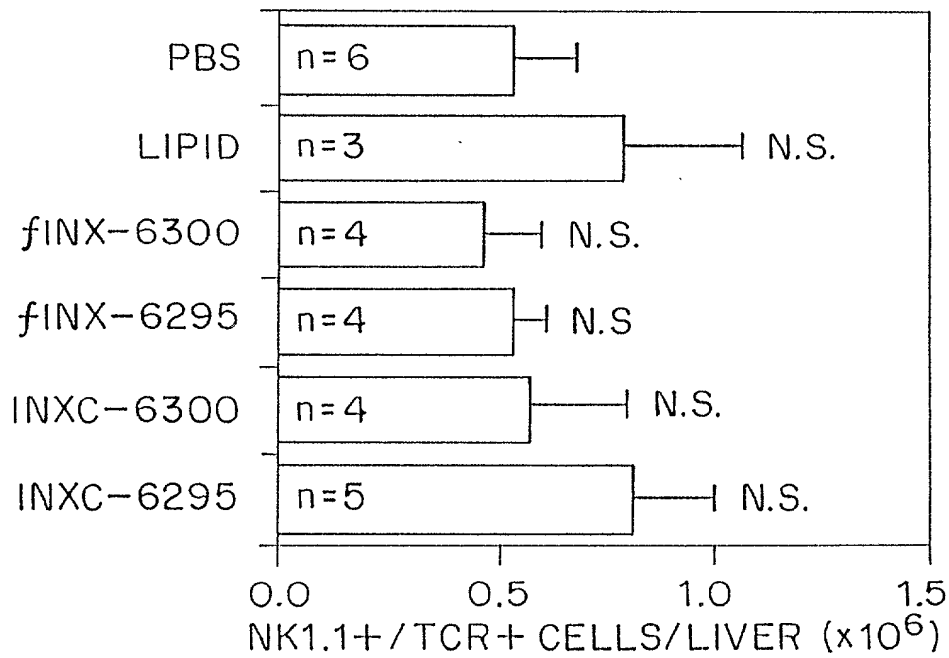 PBS n=6
LIPID n=3 N.S.
fINX-6300 n=4 N.S.
fINX-6295 n=4 N.S
INXC-6300 n=4 N.S.
INXC-6295 n=5 N.S.
0.0 0.5 1.0 1.5
NK1.1+/TCR+ CELLS/LIVER (x10⁶)